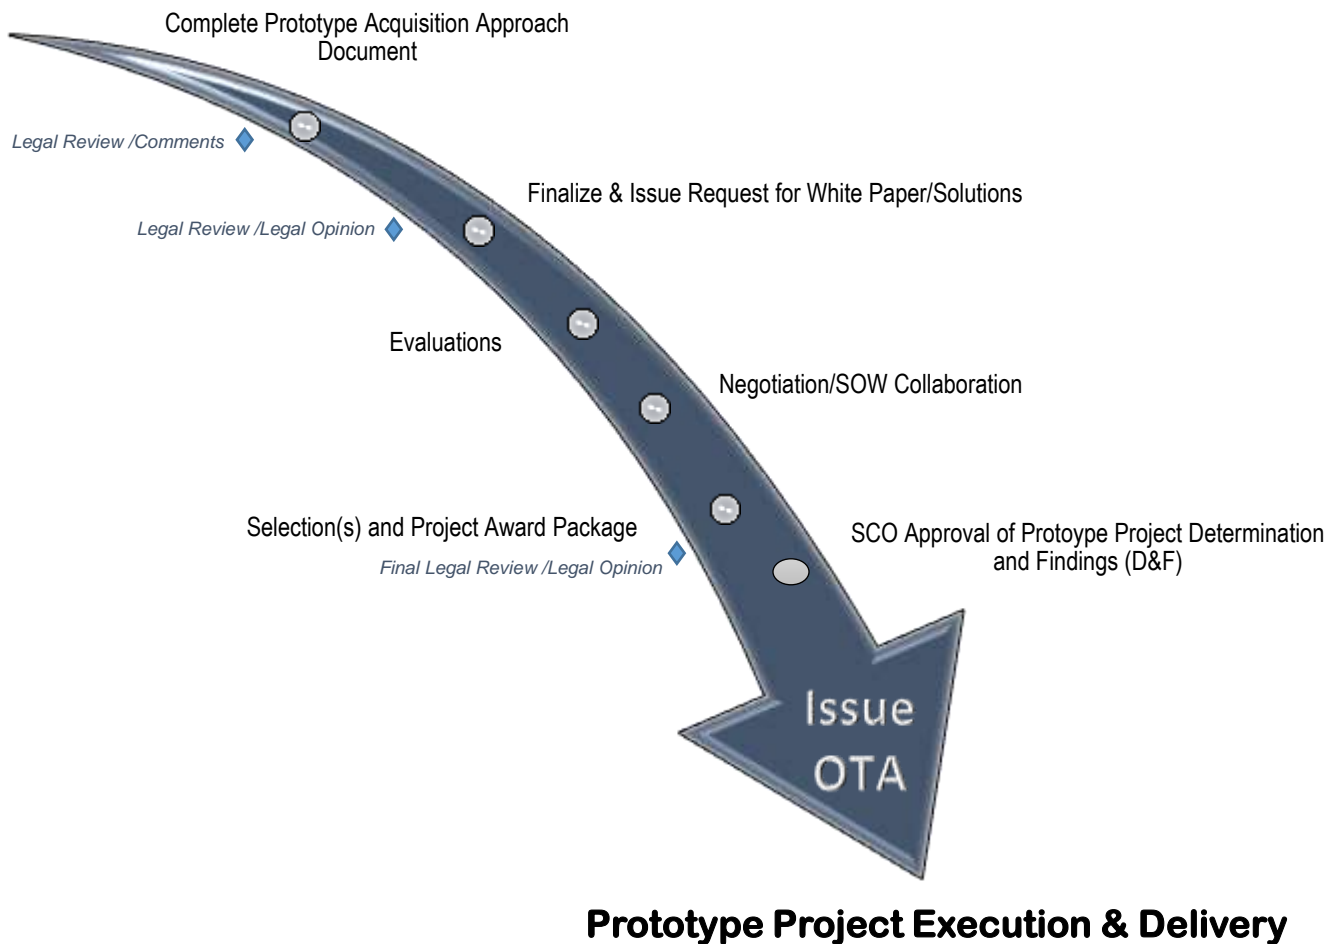 Complete Prototype Acquisition Approach
Document
Legal Review /Comments
Finalize & Issue Request for White Paper/Solutions
Legal Review /Legal Opinion
Evaluations
Negotiation/SOW Collaboration
Selection(s) and Project Award Package
Final Legal Review /Legal Opinion
SCO Approval of Protoype Project Determination
and Findings (D&F)
Issue
OTA
Prototype Project Execution & Delivery